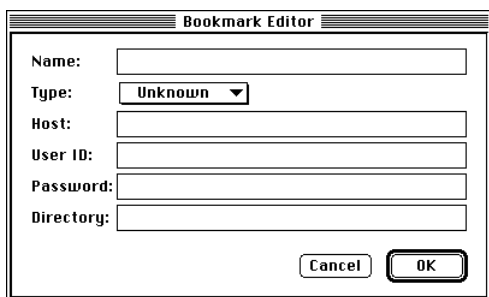 Bookmark Editor
Name:
Type: Unknown
Host:
User ID:
Password:
Directory:
Cancel OK